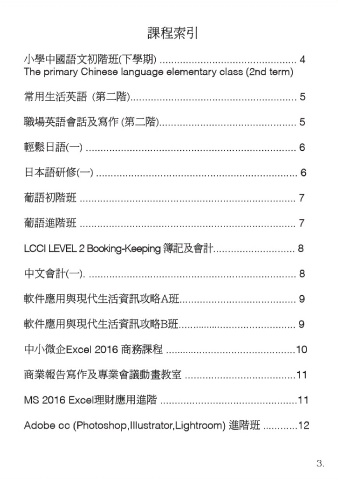 課程索引
小學中國語文初階班(下學期) ................................................ 4
The primary Chinese language elementary class (2nd term)
常用生活英語 (第二階)......................................................... 5
職場英語會話及寫作 (第二階)............................................... 5
輕鬆日語(一) ........................................................................ 6
日本語研修(一) ..................................................................... 6
葡語初階班 .......................................................................... 7
葡語進階班 .......................................................................... 7
LCCI LEVEL 2 Booking-Keeping 簿記及會計............................ 8
中文會計(一). ....................................................................... 8
軟件應用與現代生活資訊攻略A班........................................ 9
軟件應用與現代生活資訊攻略B班........................................ 9
中小微企Excel 2016 商務課程 ............................................10
商業報告寫作及專業會議動畫教室 ......................................11
MS 2016 Excel理財應用進階 ...............................................11
Adobe cc (Photoshop,Illustrator,Lightroom) 進階班 ............12
3.